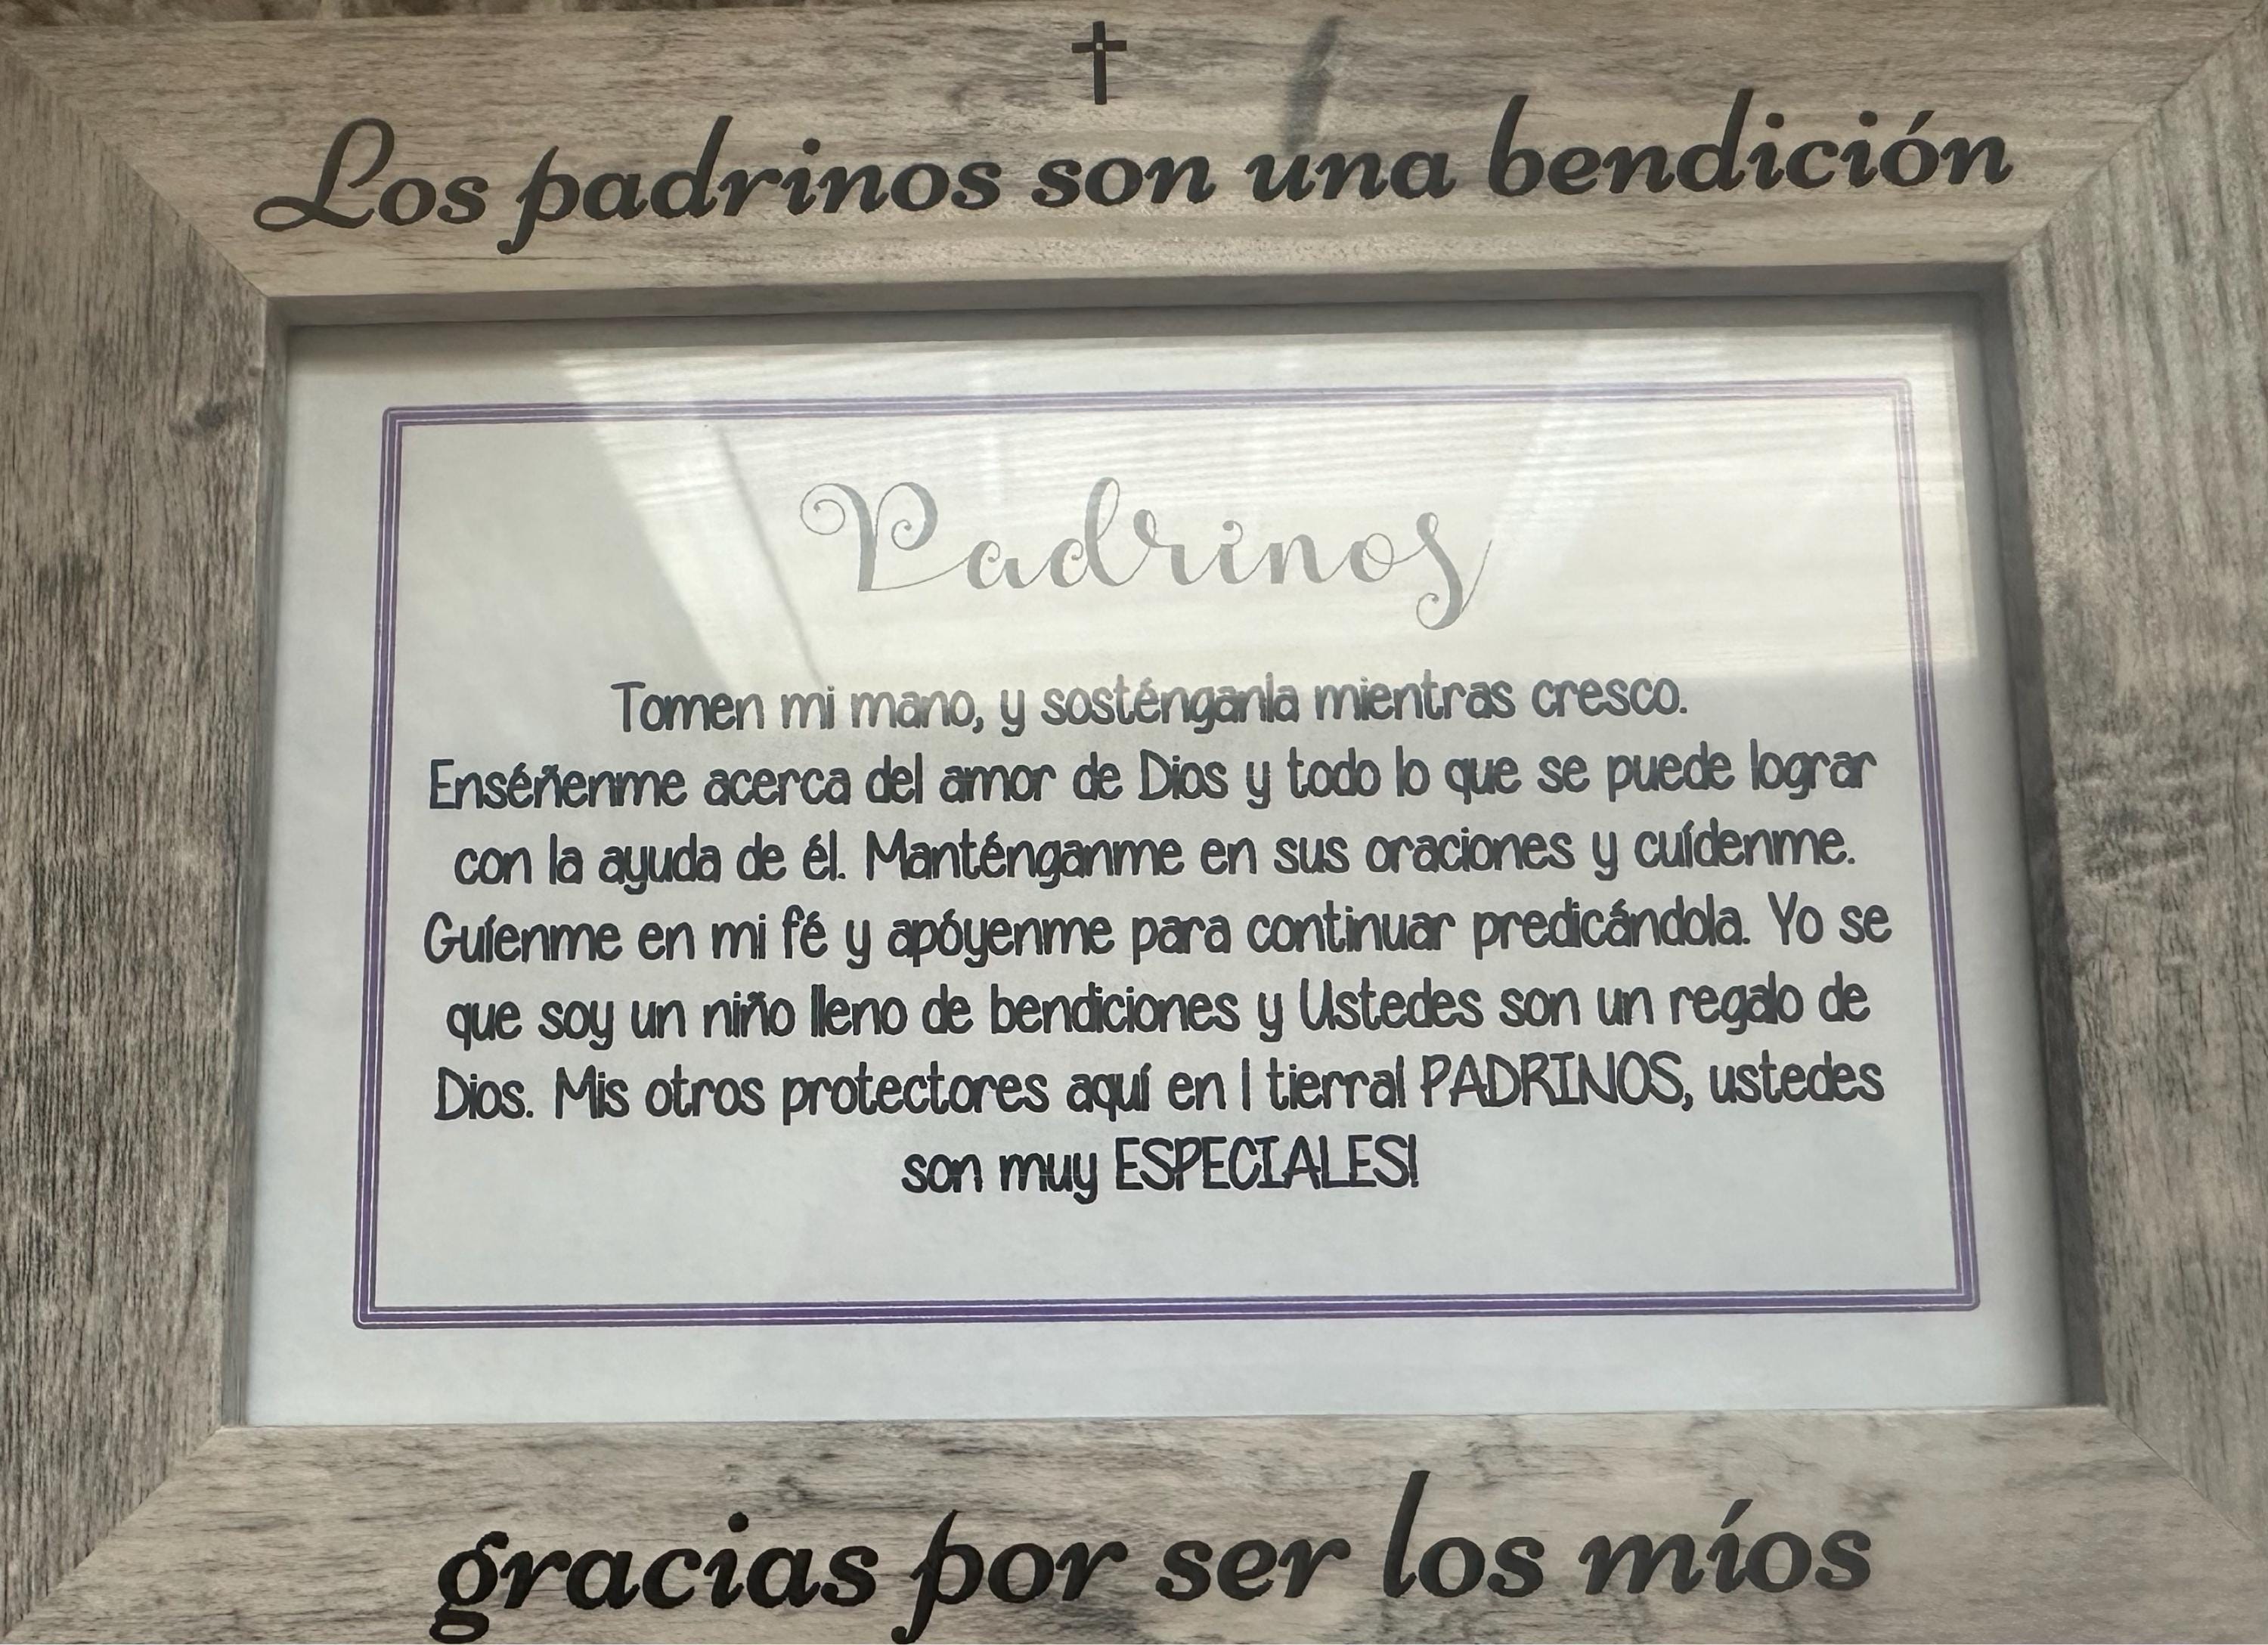 Los padrinos son una bendición
Padrinos
Tomen mi mano, y sosténganla mientras cresco.
Enséñenme acerca del amor de Dios y todo lo que se puede lograr
con la ayuda de él. Manténganme en sus oraciones y cuídenme.
Guíenme en mi fé y apóyenme para continuar predicándola. Yo se
que soy un niño lleno de bendiciones y Ustedes son un regalo de
Dios. Mis otros protectores aquí en l tierra! PADRINOS, ustedes
son muy ESPECIALES!
gracias por ser los míos